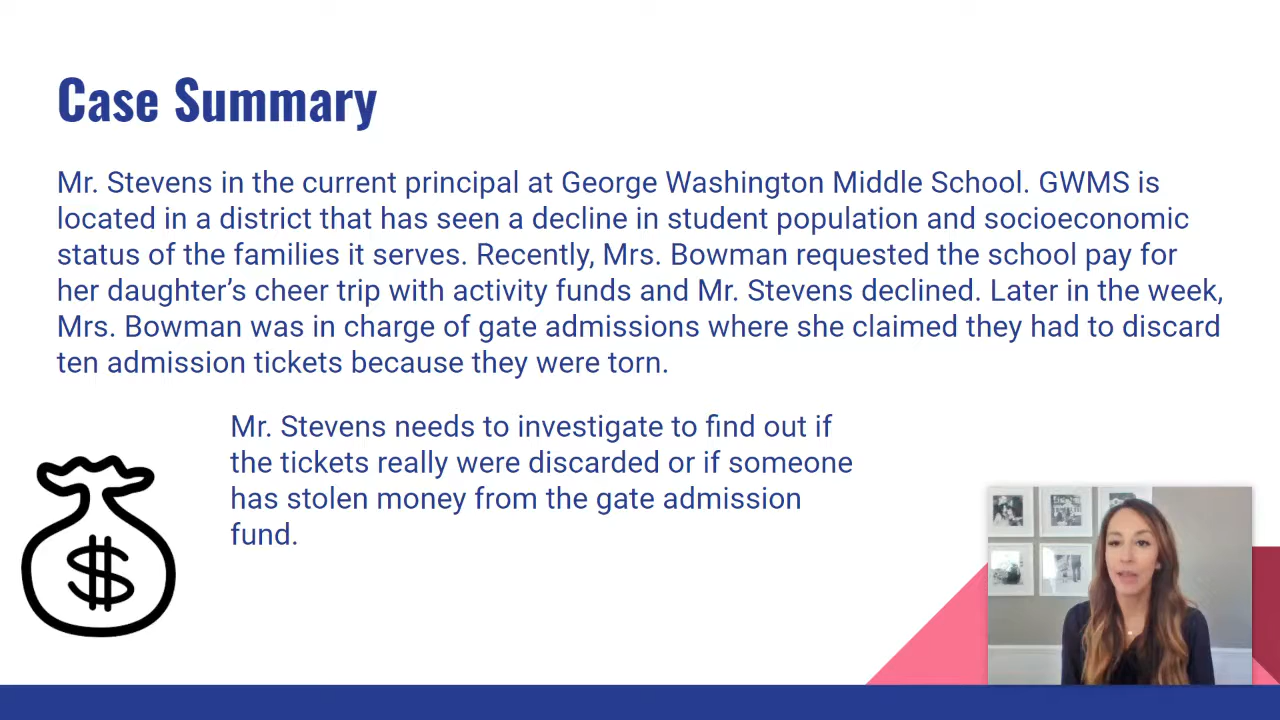 Case Summary
Mr. Stevens in the current principal at George Washington Middle School. GWMS is
located in a district that has seen a decline in student population and socioeconomic
status of the families it serves. Recently, Mrs. Bowman requested the school pay for
her daughter’s cheer trip with activity funds and Mr. Stevens declined. Later in the week,
Mrs. Bowman was in charge of gate admissions where she claimed they had to discard
ten admission tickets because they were torn.
Mr. Stevens needs to investigate to find out if
the tickets really were discarded or if someone
has stolen money from the gate admission
fund.
$